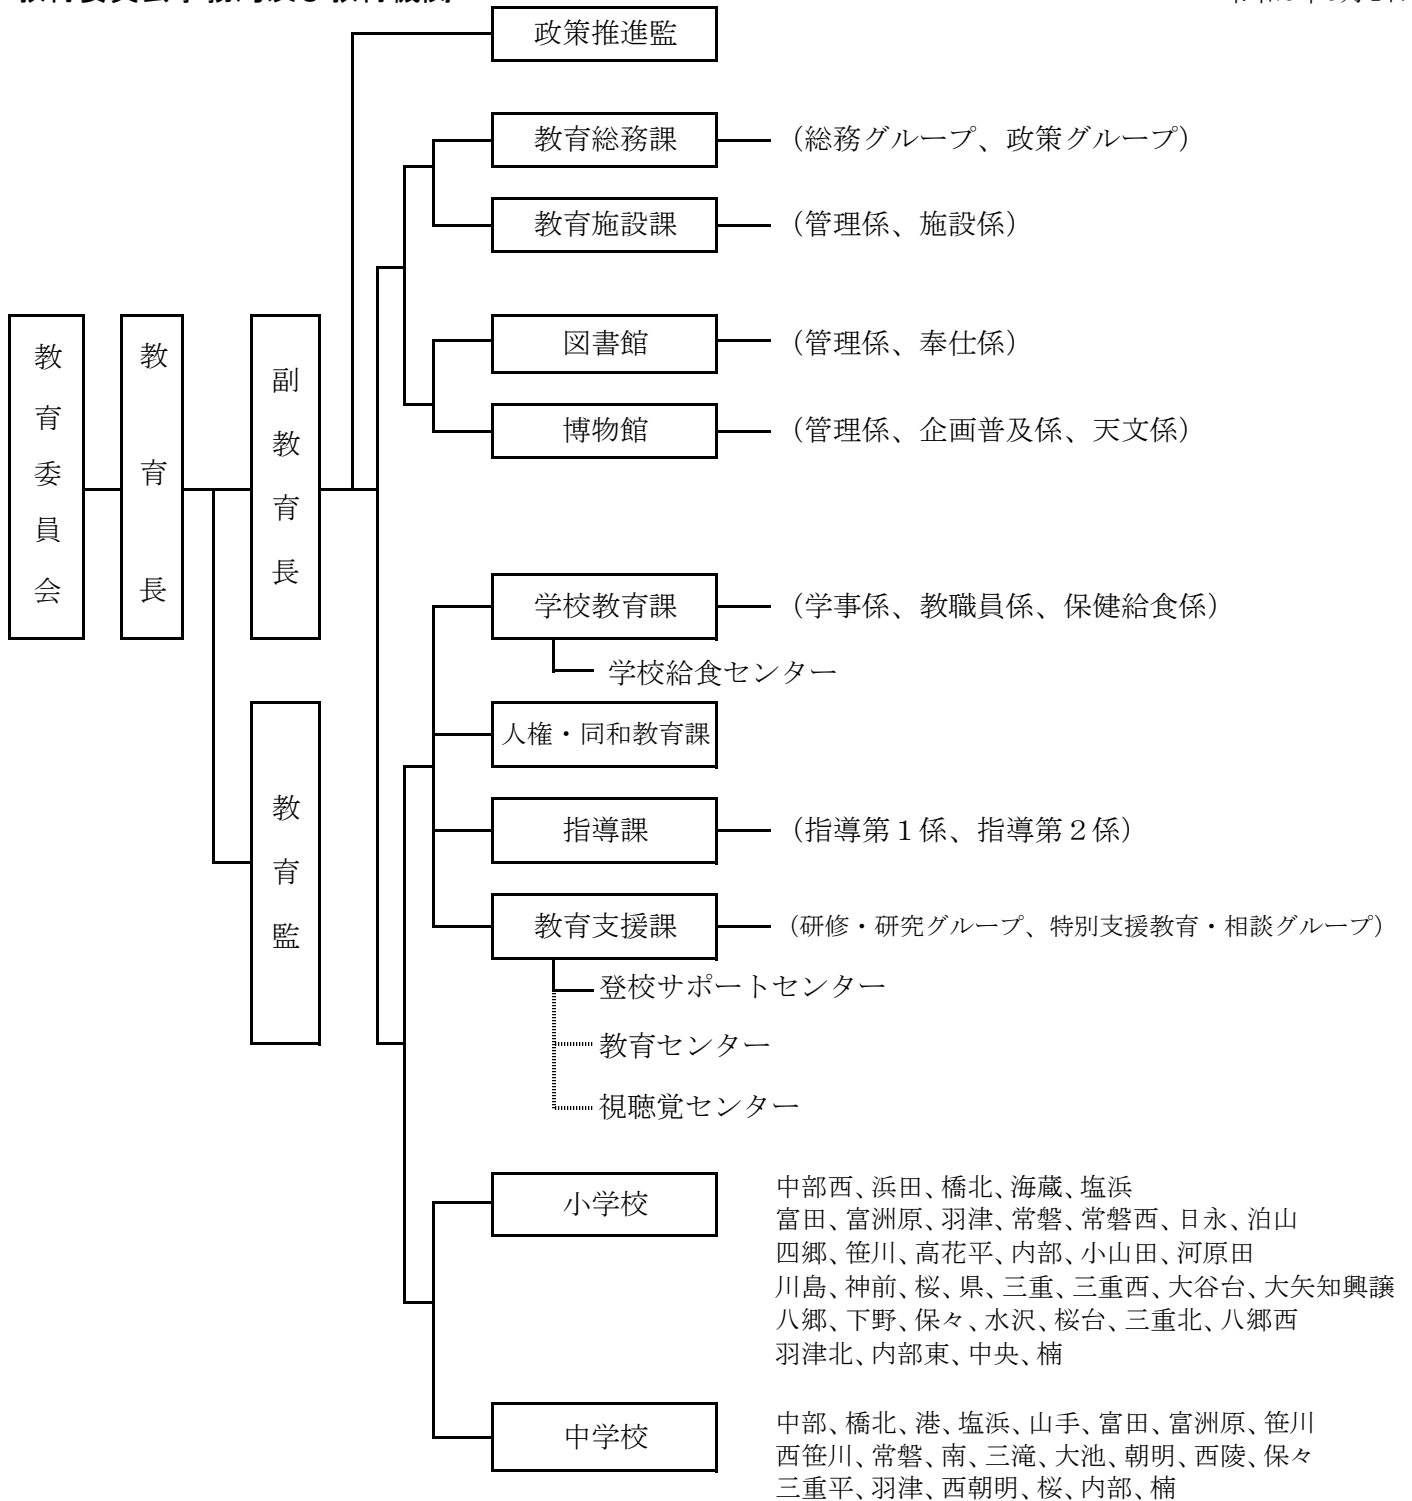 政策推進監
教育総務課 （総務グループ、政策グループ）
教育施設課 （管理係、施設係）
図書館 （管理係、奉仕係）
博物館 （管理係、企画普及係、天文係）
教育委員会
教育長
副教育長
教育監
学校教育課 （学事係、教職員係、保健給食係）
学校給食センター
人権・同和教育課
指導課 （指導第１係、指導第２係）
教育支援課 （研修・研究グループ、特別支援教育・相談グループ）
登校サポートセンター
教育センター
視聴覚センター
小学校
中部西、浜田、橋北、海蔵、塩浜
富田、富洲原、羽津、常磐、常磐西、日永、泊山
四郷、笹川、高花平、内部、小山田、河原田
川島、神前、桜、県、三重、三重西、大谷台、大矢知興譲
八郷、下野、保々、水沢、桜台、三重北、八郷西
羽津北、内部東、中央、楠
中学校
中部、橋北、港、塩浜、山手、富田、富洲原、笹川
西笹川、常磐、南、三滝、大池、朝明、西陵、保々
三重平、羽津、西朝明、桜、内部、楠